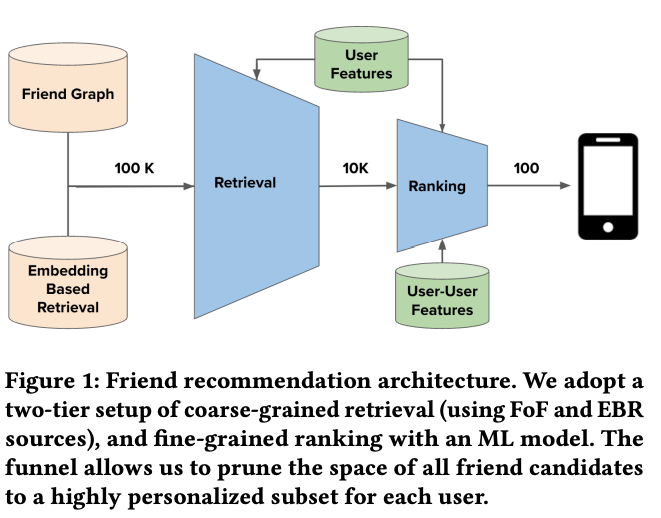 Friend Graph
User
Features
100 K
Retrieval
10K
Ranking
100
Embedding
Based
Retrieval
User-User
Features
Figure 1: Friend recommendation architecture. We adopt a
two-tier setup of coarse-grained retrieval (using FoF and EBR
sources), and fine-grained ranking with an ML model. The
funnel allows us to prune the space of all friend candidates
to a highly personalized subset for each user.